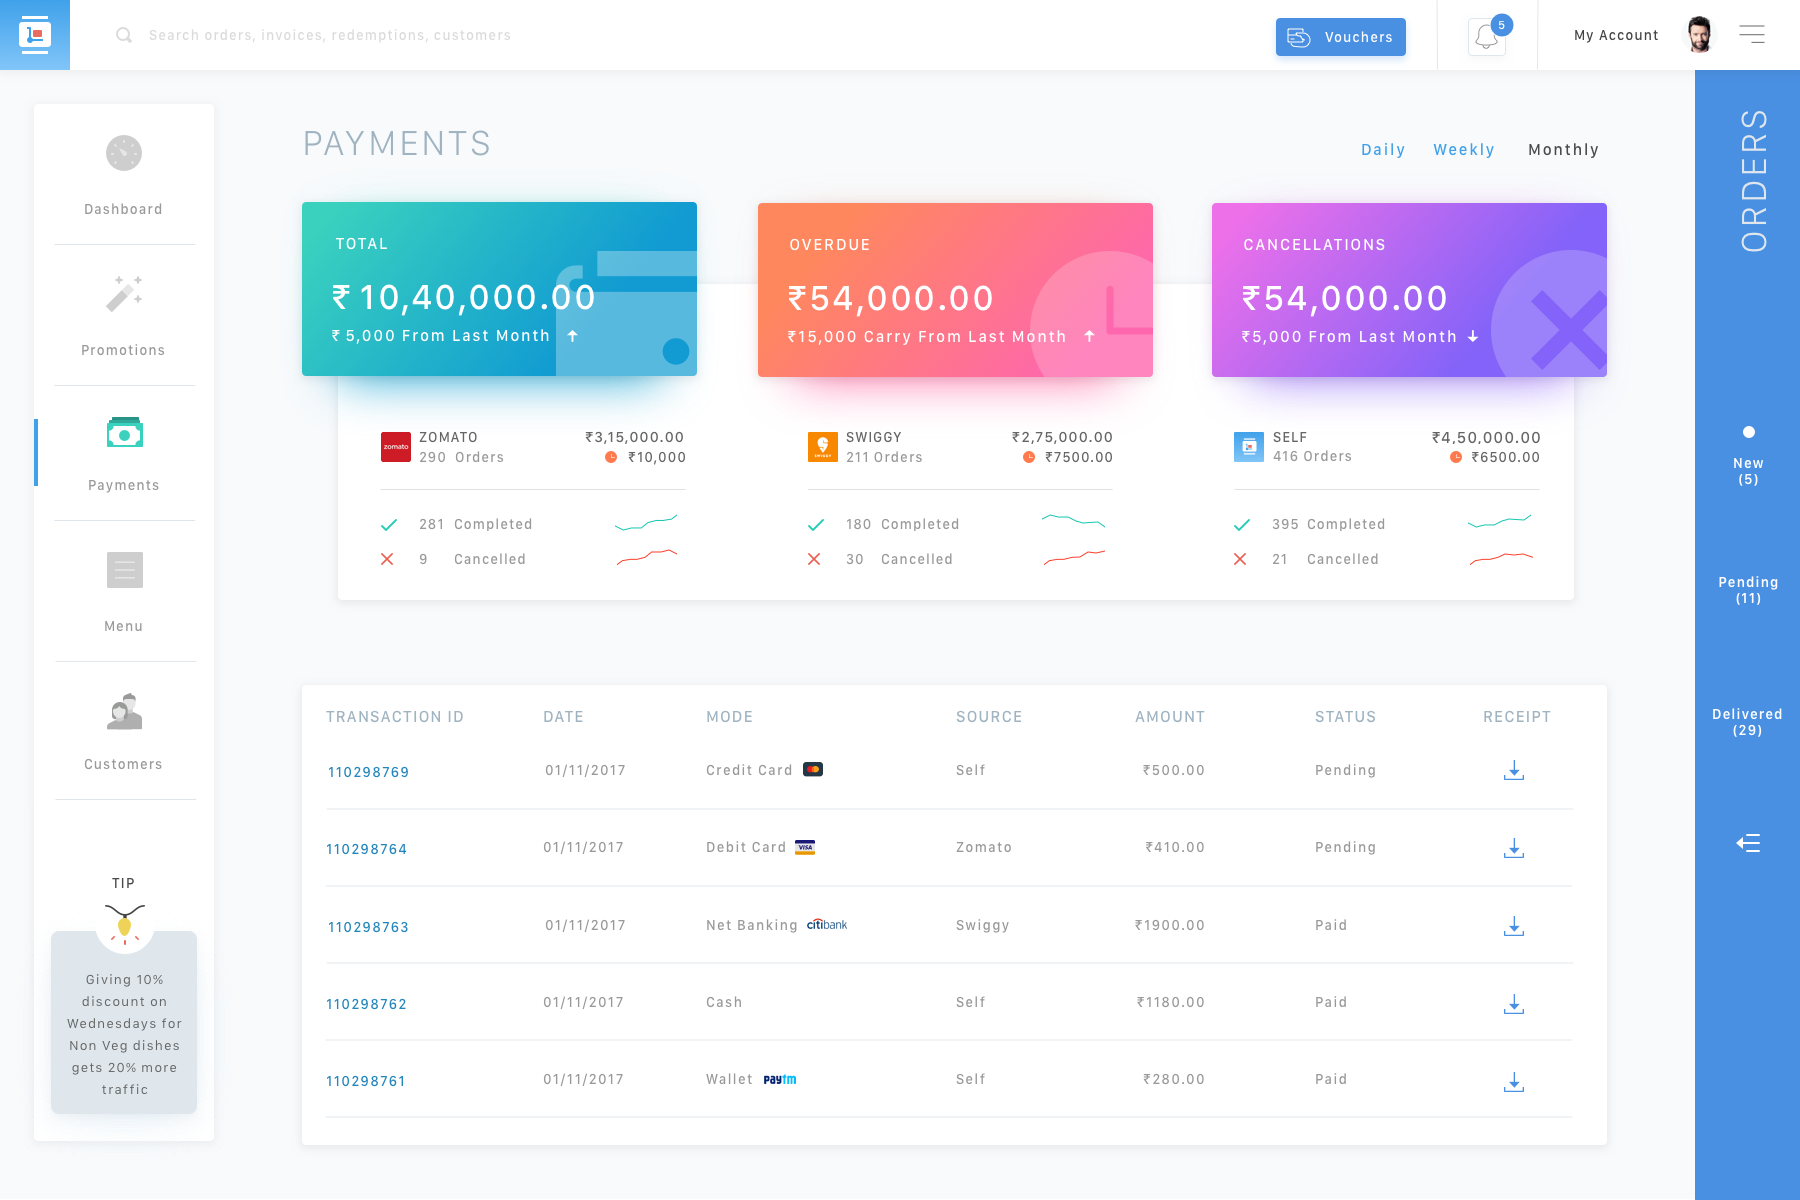 Search orders, invoices, redemptions, customers
Vouchers
5
My Account
Dashboard
Promotions
Payments
Menu
Customers
TIP
Giving 10%
discount on
Wednesdays for
Non Veg dishes
gets 20% more
traffic
PAYMENTS
Daily Weekly Monthly
TOTAL
₹ 10,40,000.00
₹ 5,000 From Last Month
OVERDUE
₹54,000.00
₹15,000 Carry From Last Month
CANCELLATIONS
₹54,000.00
₹5,000 From Last Month
zomato
ZOMATO ₹3,15,000.00
290 Orders ₹10,000
281 Completed
9 Cancelled
SWIGGY
SWIGGY ₹2,75,000.00
211 Orders ₹7500.00
180 Completed
30 Cancelled
SELF ₹4,50,000.00
416 Orders ₹6500.00
395 Completed
21 Cancelled
TRANSACTION ID DATE MODE SOURCE AMOUNT STATUS RECEIPT
110298769 01/11/2017 Credit Card Self ₹500.00 Pending
110298764 01/11/2017 Debit Card VISA Zomato ₹410.00 Pending
110298763 01/11/2017 Net Banking citibank Swiggy ₹1900.00 Paid
110298762 01/11/2017 Cash Self ₹1180.00 Paid
110298761 01/11/2017 Wallet paytm Self ₹280.00 Paid
ORDERS
New
(5)
Pending
(11)
Delivered
(29)